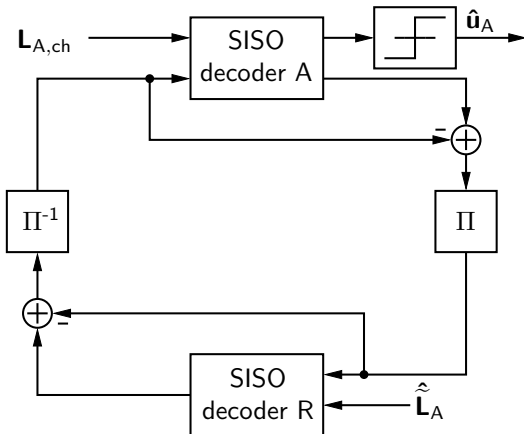 L_A,ch
SISO
decoder A
û_A
-
Π^-1
Π
-
SISO
decoder R
L̃̂_A